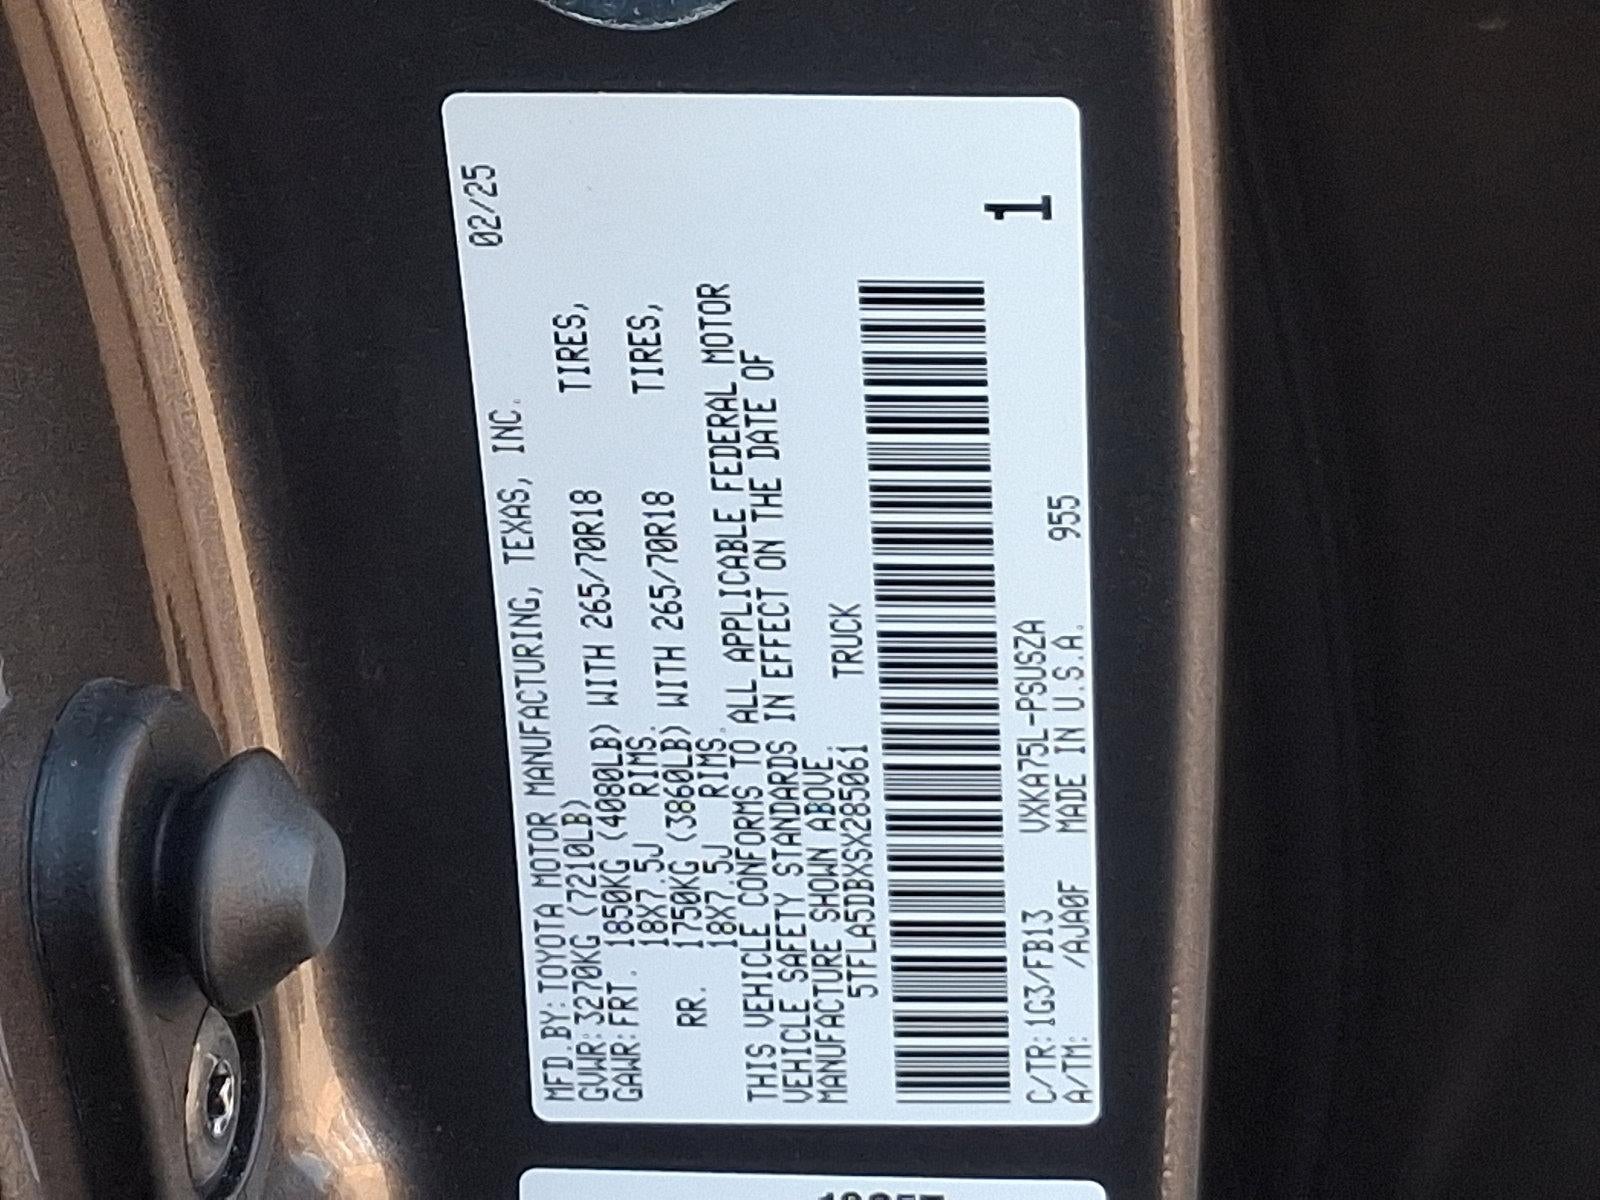 02/25
MFD.BY:TOYOTA MOTOR MANUFACTURING, TEXAS, INC.
GVWR:3270KG (7210LB)
GAWR:FRT. 1850KG (4080LB) WITH 265/70R18 TIRES,
18X7.5J RIMS.
RR. 1750KG (3860LB) WITH 265/70R18 TIRES,
18X7.5J RIMS.
THIS VEHICLE CONFORMS TO ALL APPLICABLE FEDERAL MOTOR
VEHICLE SAFETY STANDARDS IN EFFECT ON THE DATE OF
MANUFACTURE SHOWN ABOVE.
5TFLA5DBXSX285061 TRUCK
C/TR:1G3/FB13 VXKA75L-PSUSZA
A/TM: /AJA0F MADE IN U.S.A. 955
1